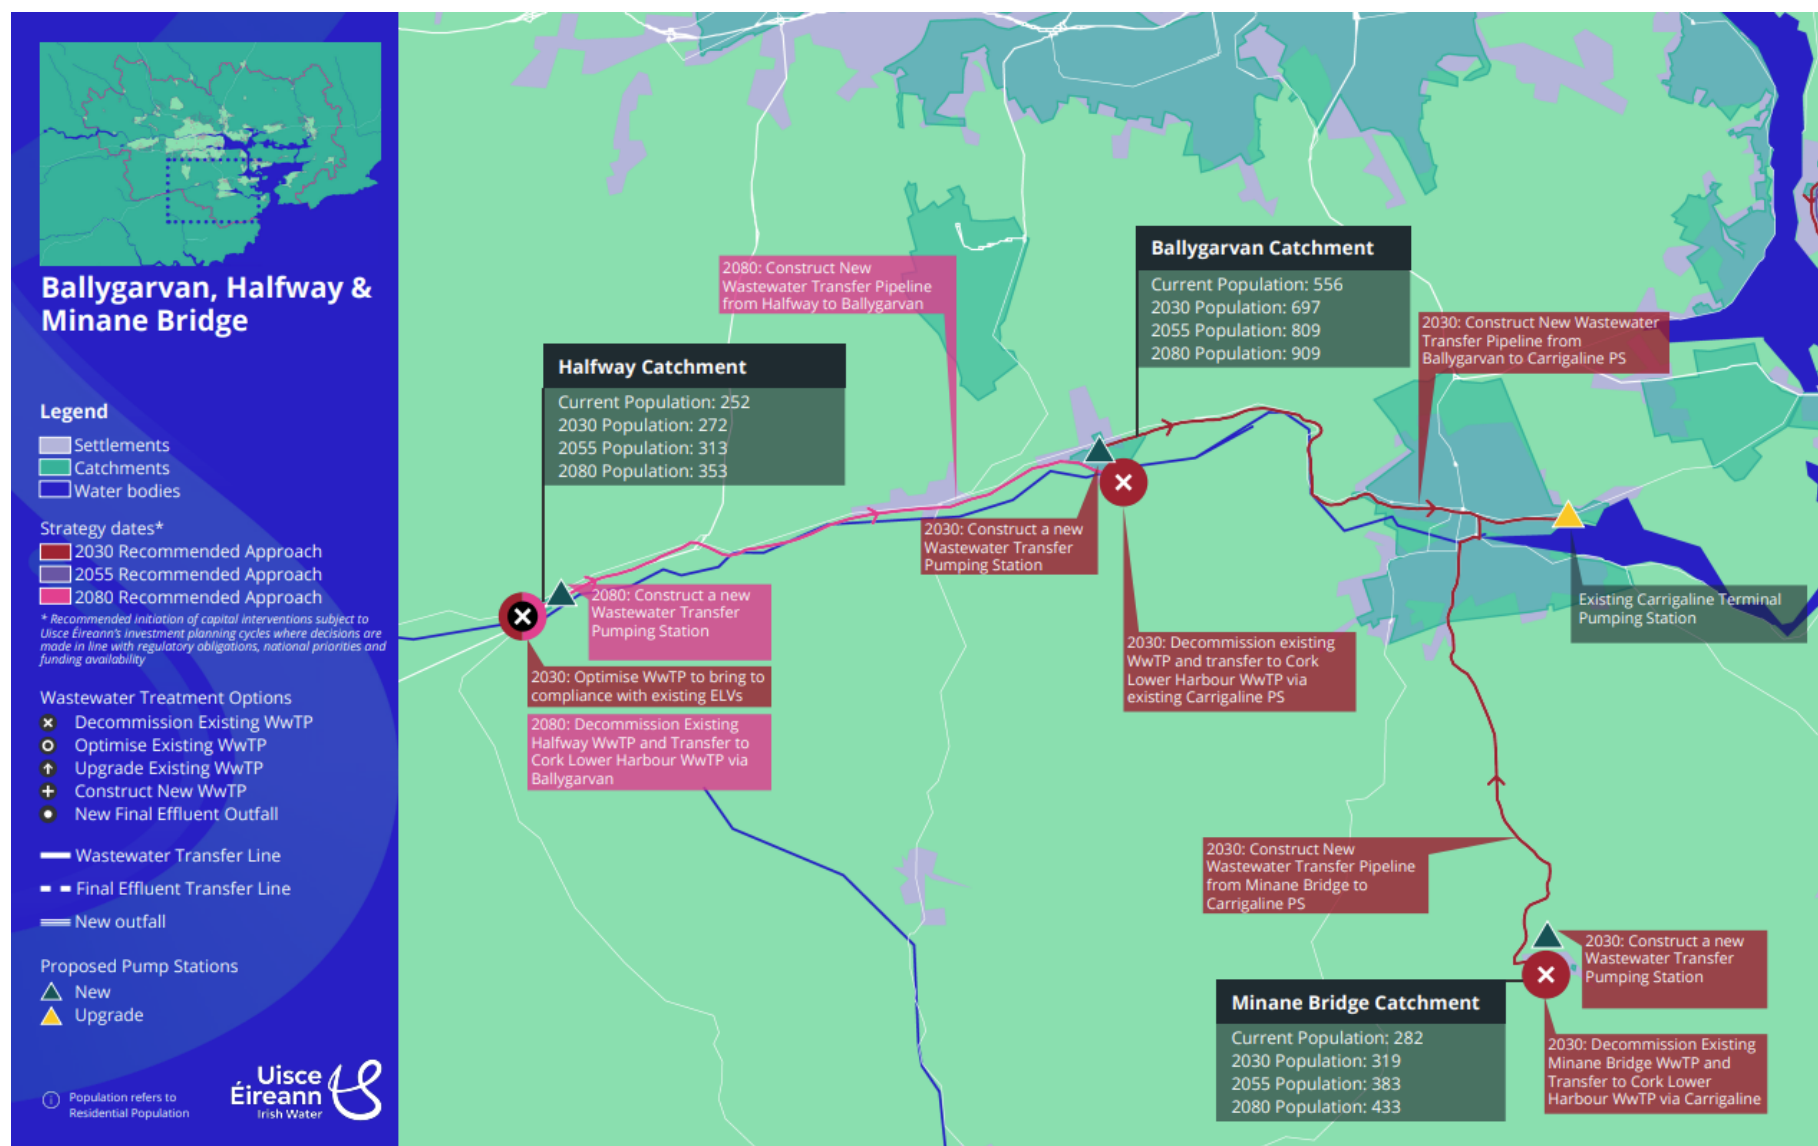 Ballygarvan, Halfway &
Minane Bridge
Legend
Settlements
Catchments
Water bodies
Strategy dates*
2030 Recommended Approach
2055 Recommended Approach
2080 Recommended Approach
* Recommended initiation of capital interventions subject to
Uisce Éireann's investment planning cycles where decisions are
made in line with regulatory obligations, national priorities and
funding availability
Wastewater Treatment Options
Decommission Existing WwTP
Optimise Existing WwTP
Upgrade Existing WwTP
Construct New WwTP
New Final Effluent Outfall
Wastewater Transfer Line
Final Effluent Transfer Line
New outfall
Proposed Pump Stations
New
Upgrade
Population refers to
Residential Population
Uisce
Éireann
Irish Water
2080: Construct New
Wastewater Transfer Pipeline
from Halfway to Ballygarvan
Ballygarvan Catchment
Current Population: 556
2030 Population: 697
2055 Population: 809
2080 Population: 909
2030: Construct New Wastewater
Transfer Pipeline from
Ballygarvan to Carrigaline PS
Halfway Catchment
Current Population: 252
2030 Population: 272
2055 Population: 313
2080 Population: 353
2030: Construct a new
Wastewater Transfer
Pumping Station
2080: Construct a new
Wastewater Transfer
Pumping Station
Existing Carrigaline Terminal
Pumping Station
2030: Decommission existing
WwTP and transfer to Cork
Lower Harbour WwTP via
existing Carrigaline PS
2030: Optimise WwTP to bring to
compliance with existing ELVs
2080: Decommission Existing
Halfway WwTP and Transfer to
Cork Lower Harbour WwTP via
Ballygarvan
2030: Construct New
Wastewater Transfer Pipeline
from Minane Bridge to
Carrigaline PS
2030: Construct a new
Wastewater Transfer
Pumping Station
Minane Bridge Catchment
Current Population: 282
2030 Population: 319
2055 Population: 383
2080 Population: 433
2030: Decommission Existing
Minane Bridge WwTP and
Transfer to Cork Lower
Harbour WwTP via Carrigaline